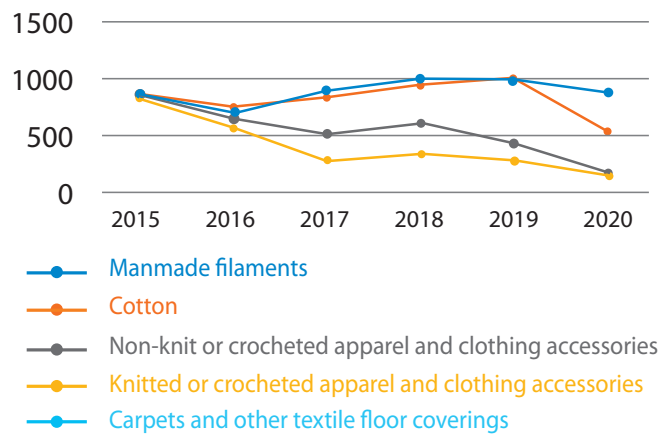 1500
1000
500
0
2015 2016 2017 2018 2019 2020
Manmade filaments
Cotton
Non-knit or crocheted apparel and clothing accessories
Knitted or crocheted apparel and clothing accessories
Carpets and other textile floor coverings